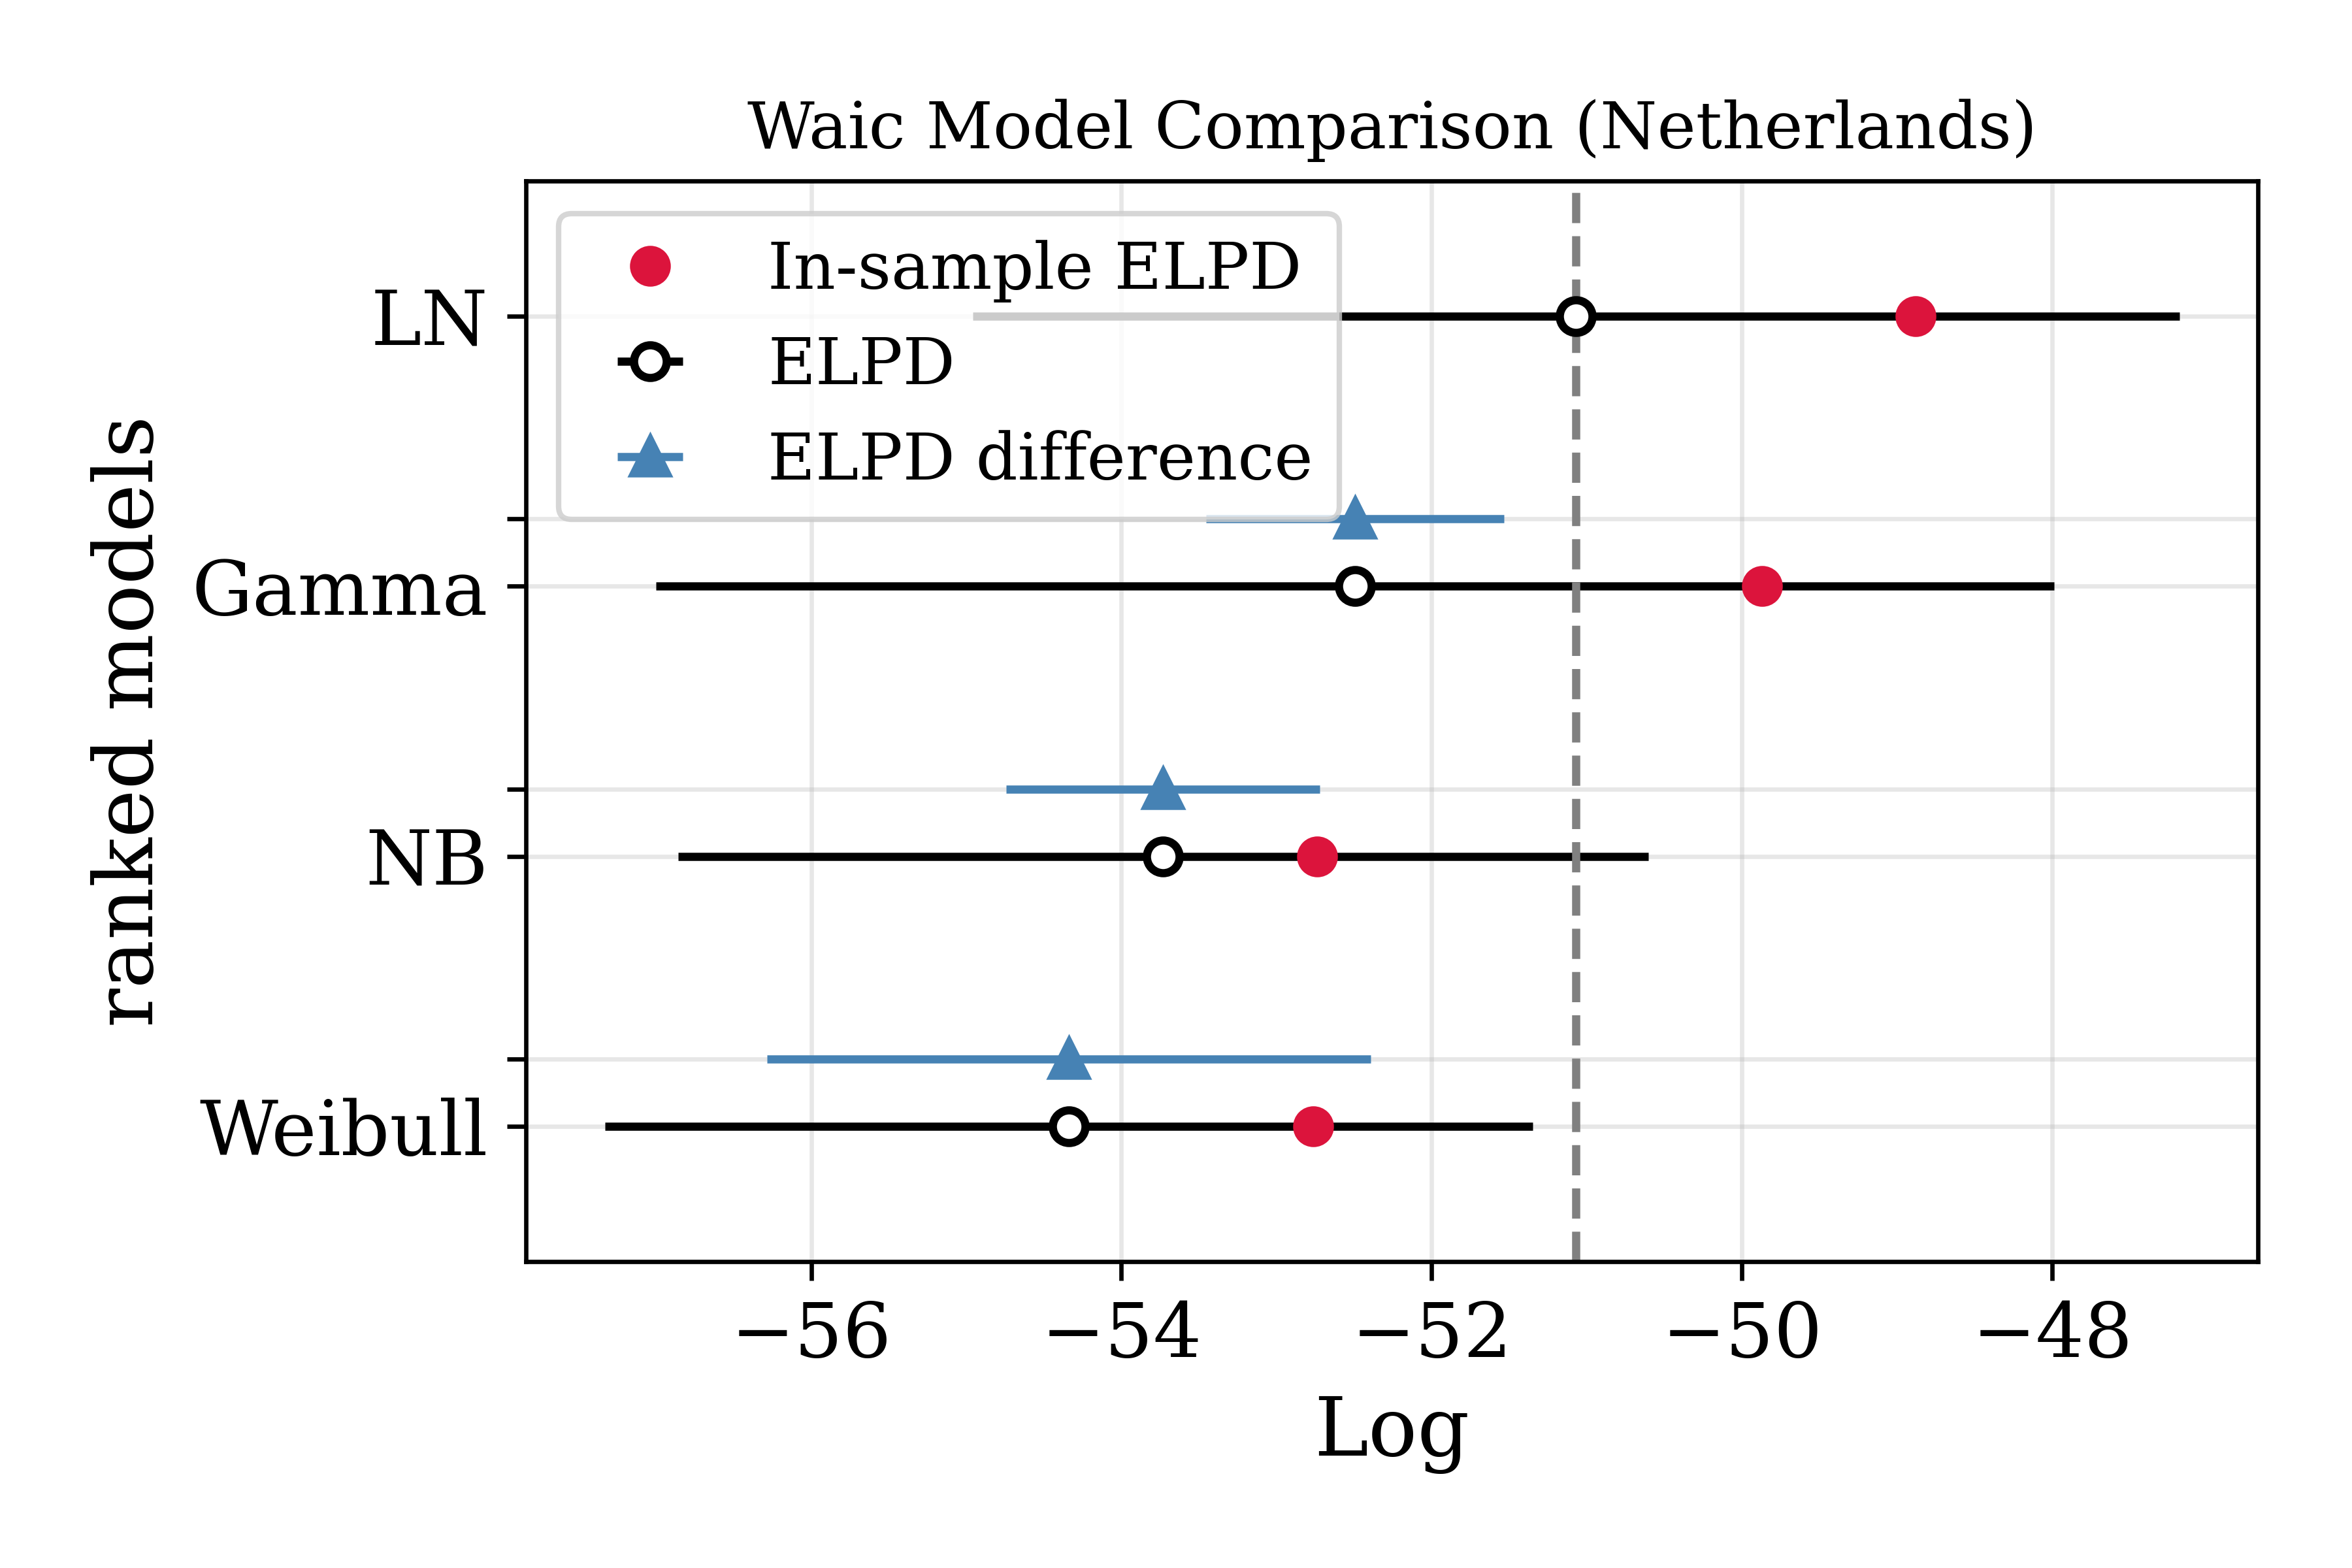 Waic Model Comparison (Netherlands)
In-sample ELPD
ELPD
ELPD difference
ranked models
LN
Gamma
NB
Weibull
−56 −54 −52 −50 −48
Log